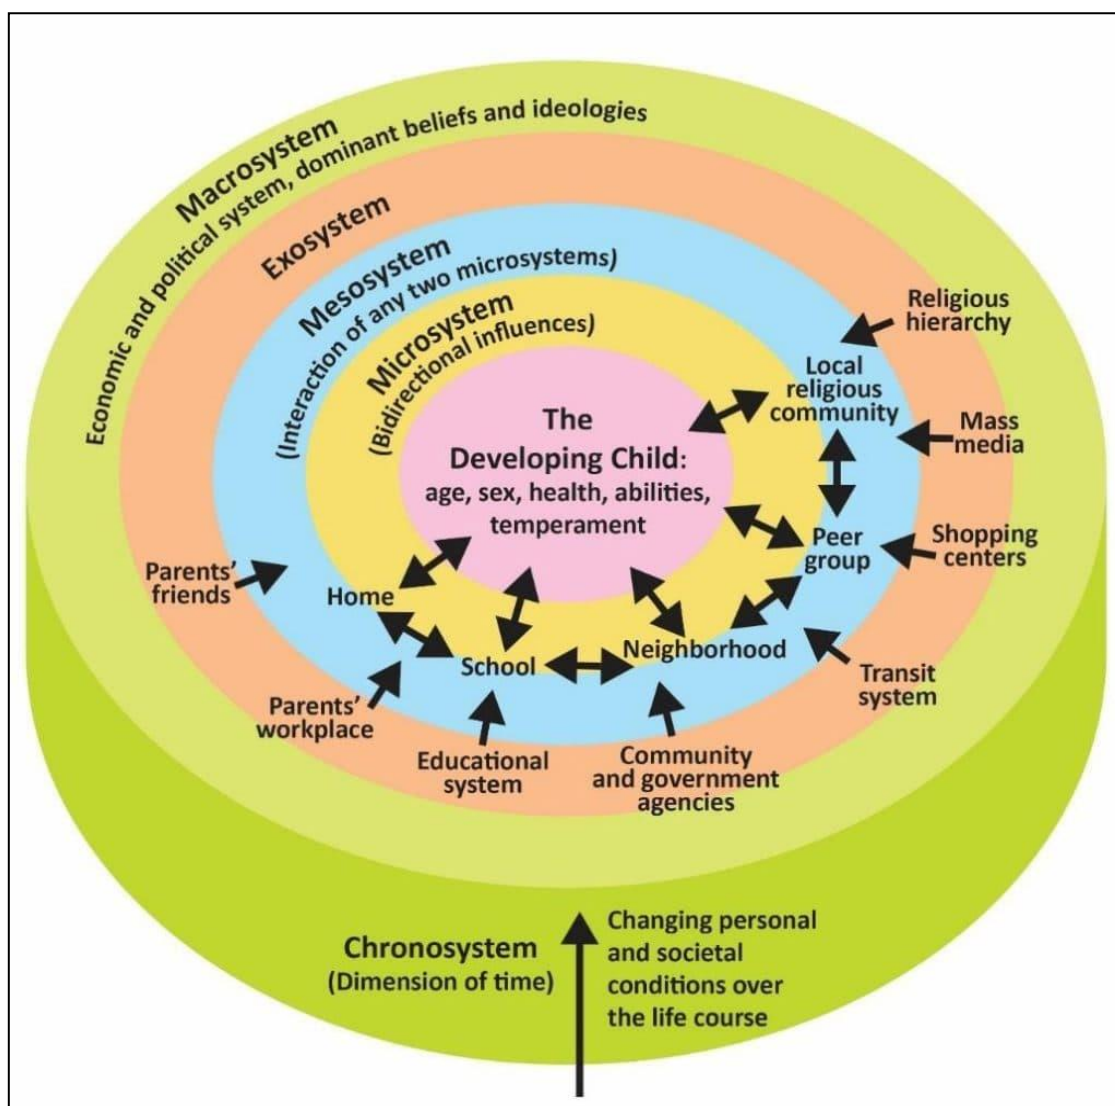 Macrosystem
Economic and political system, dominant beliefs and ideologies
Exosystem
Mesosystem
(Interaction of any two microsystems)
Microsystem
(Bidirectional influences)
The
Developing Child:
age, sex, health, abilities,
temperament
Religious
hierarchy
Local
religious
community
Mass
media
Peer
group
Shopping
centers
Parents’
friends
Home
School
Neighborhood
Transit
system
Parents’
workplace
Educational
system
Community
and government
agencies
Chronosystem
(Dimension of time)
Changing personal
and societal
conditions over
the life course